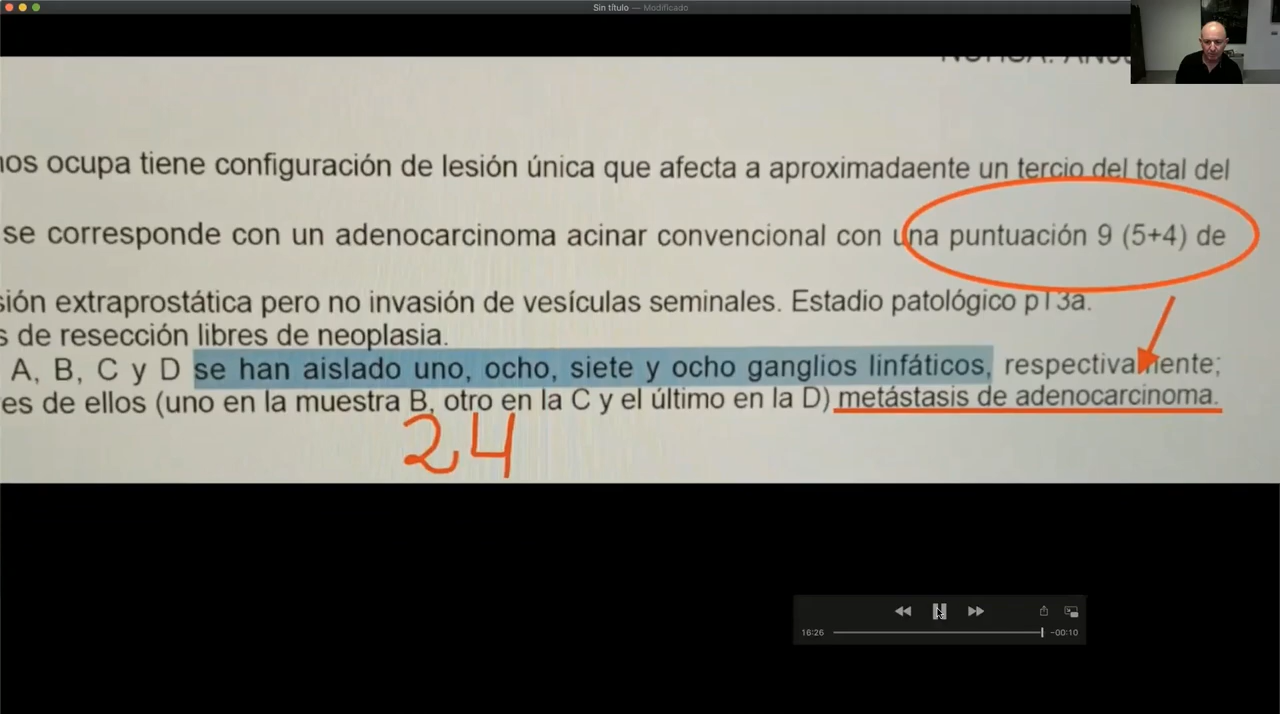 Sin título — Modificado
nos ocupa tiene configuración de lesión única que afecta a aproximadaente un tercio del total del
se corresponde con un adenocarcinoma acinar convencional con una puntuación 9 (5+4) de
sión extraprostática pero no invasión de vesículas seminales. Estadio patológico pT3a.
s de resección libres de neoplasia.
A, B, C y D se han aislado uno, ocho, siete y ocho ganglios linfáticos, respectivamente;
es de ellos (uno en la muestra B, otro en la C y el último en la D) metástasis de adenocarcinoma.
24
16:26
-00:10